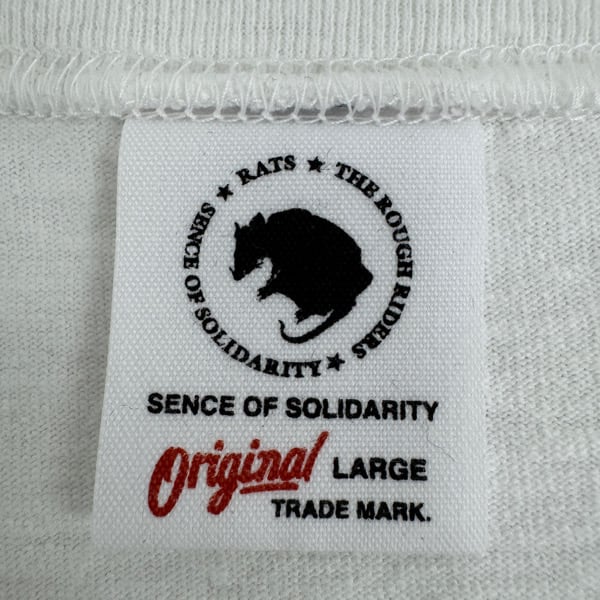 RATS ★ THE ROUGH RIDERS ★ SENCE OF SOLIDARITY ★
SENCE OF SOLIDARITY
Original LARGE
TRADE MARK.